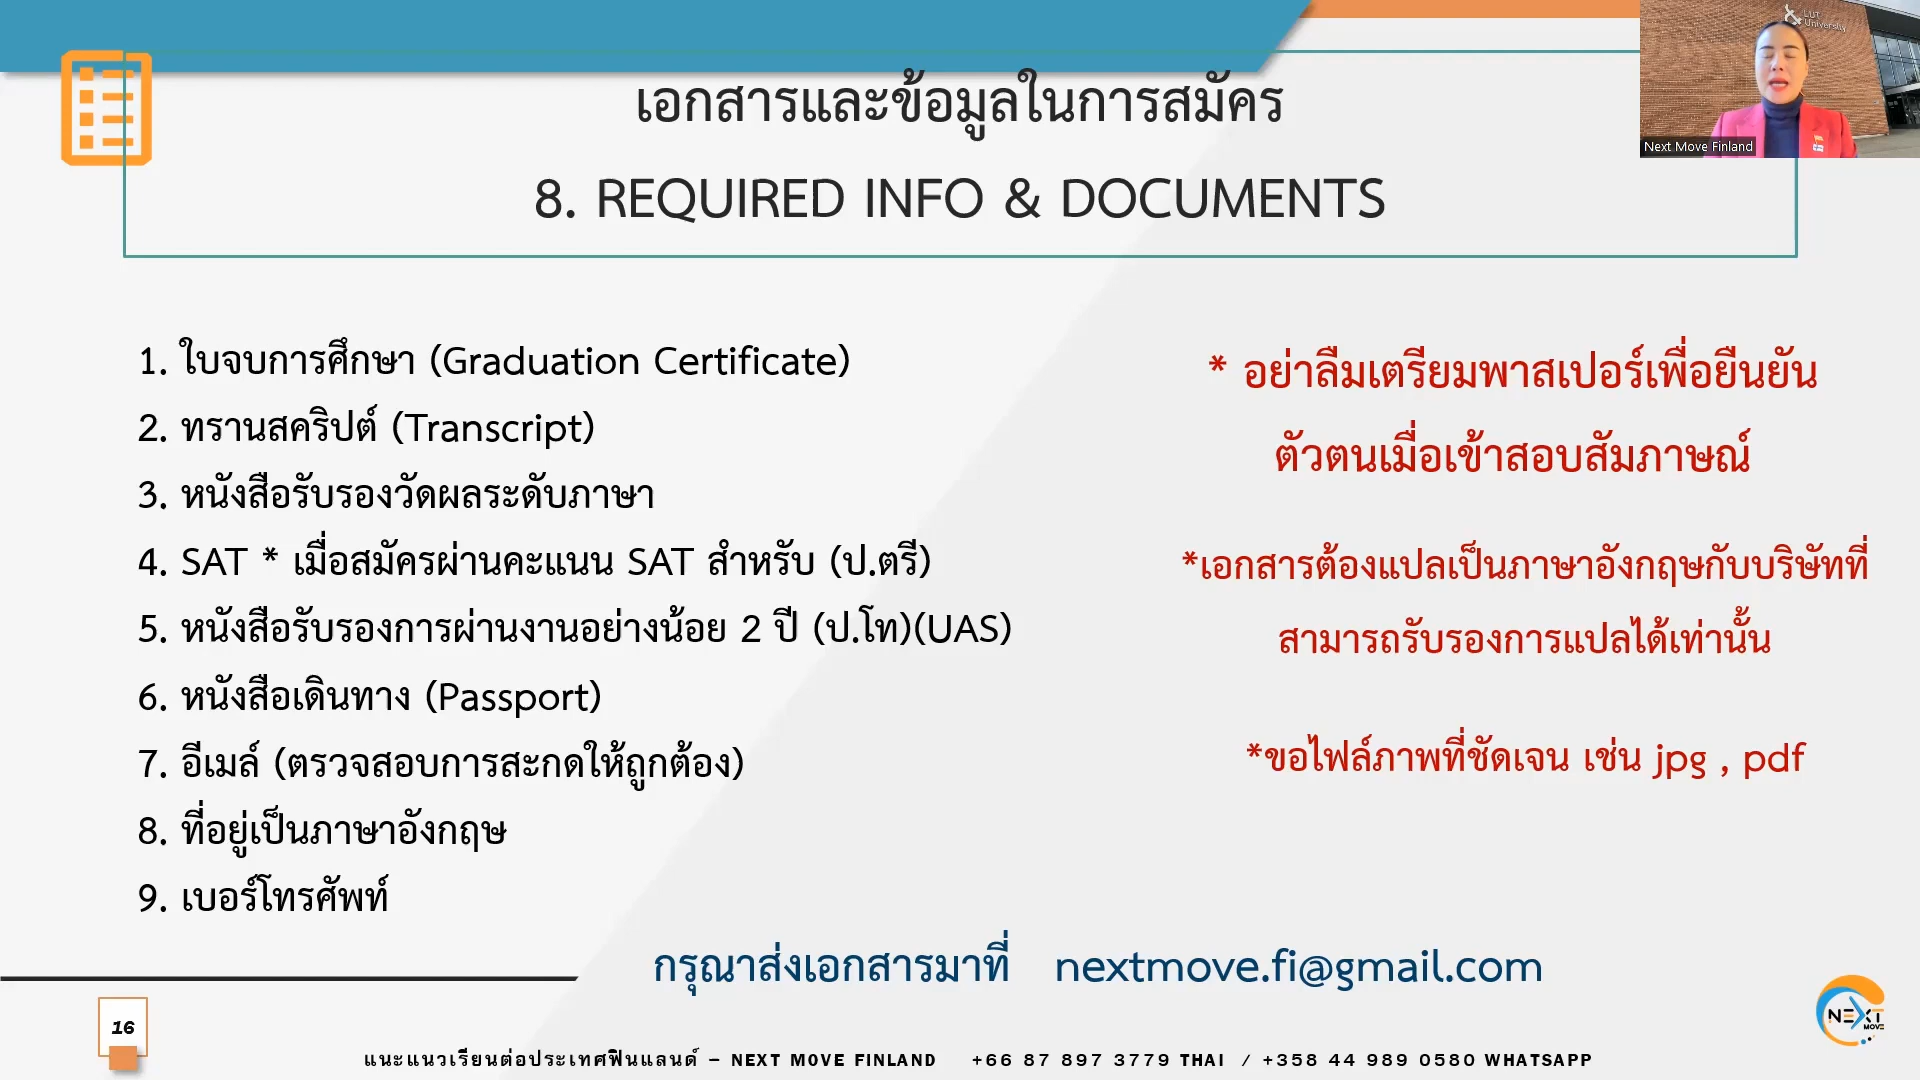 LUT
University
Next Move Finland
เอกสารและข้อมูลในการสมัคร
8. REQUIRED INFO & DOCUMENTS
1. ใบจบการศึกษา (Graduation Certificate)
2. ทรานสคริปต์ (Transcript)
3. หนังสือรับรองวัดผลระดับภาษา
4. SAT * เมื่อสมัครผ่านคะแนน SAT สำหรับ (ป.ตรี)
5. หนังสือรับรองการผ่านงานอย่างน้อย 2 ปี (ป.โท)(UAS)
6. หนังสือเดินทาง (Passport)
7. อีเมล์ (ตรวจสอบการสะกดให้ถูกต้อง)
8. ที่อยู่เป็นภาษาอังกฤษ
9. เบอร์โทรศัพท์
* อย่าลืมเตรียมพาสเปอร์เพื่อยืนยัน
ตัวตนเมื่อเข้าสอบสัมภาษณ์
*เอกสารต้องแปลเป็นภาษาอังกฤษกับบริษัทที่
สามารถรับรองการแปลได้เท่านั้น
*ขอไฟล์ภาพที่ชัดเจน เช่น jpg , pdf
กรุณาส่งเอกสารมาที่ nextmove.fi@gmail.com
16
แนะแนวเรียนต่อประเทศฟินแลนด์ – NEXT MOVE FINLAND +66 87 897 3779 THAI / +358 44 989 0580 WHATSAPP
NEXT
MOVE